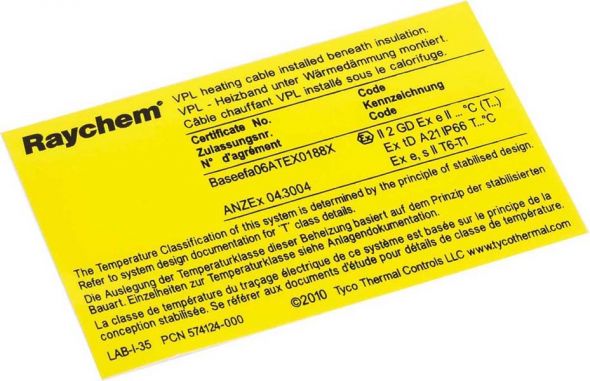 Raychem®
VPL heating cable installed beneath insulation.
VPL - Heizband unter Wärmedämmung montiert.
Câble chauffant VPL installé sous le calorifuge.
Certificate No.
Zulassungsnr.
N° d'agrément
Code
Kennzeichnung
Code
Baseefa06ATEX0188X
II 2 GD Ex e II ...°C (T..)
Ex tD A21 IP66 T...°C
ANZEx 04.3004
Ex e, s II T6-T1
The Temperature Classification of this system is determined by the principle of stabilised design.
Refer to system design documentation for 'T' class details.
Die Auslegung der Temperaturklasse dieser Beheizung basiert auf dem Prinzip der stabilisierten
Bauart. Einzelheiten zur Temperaturklasse siehe Anlagendokumentation.
La classe de température du traçage électrique de ce système est basée sur le principe de la
conception stabilisée. Se référer aux documents d'étude pour détails de classe de température.
LAB-I-35 PCN 574124-000
©2010 Tyco Thermal Controls LLC www.tycothermal.com